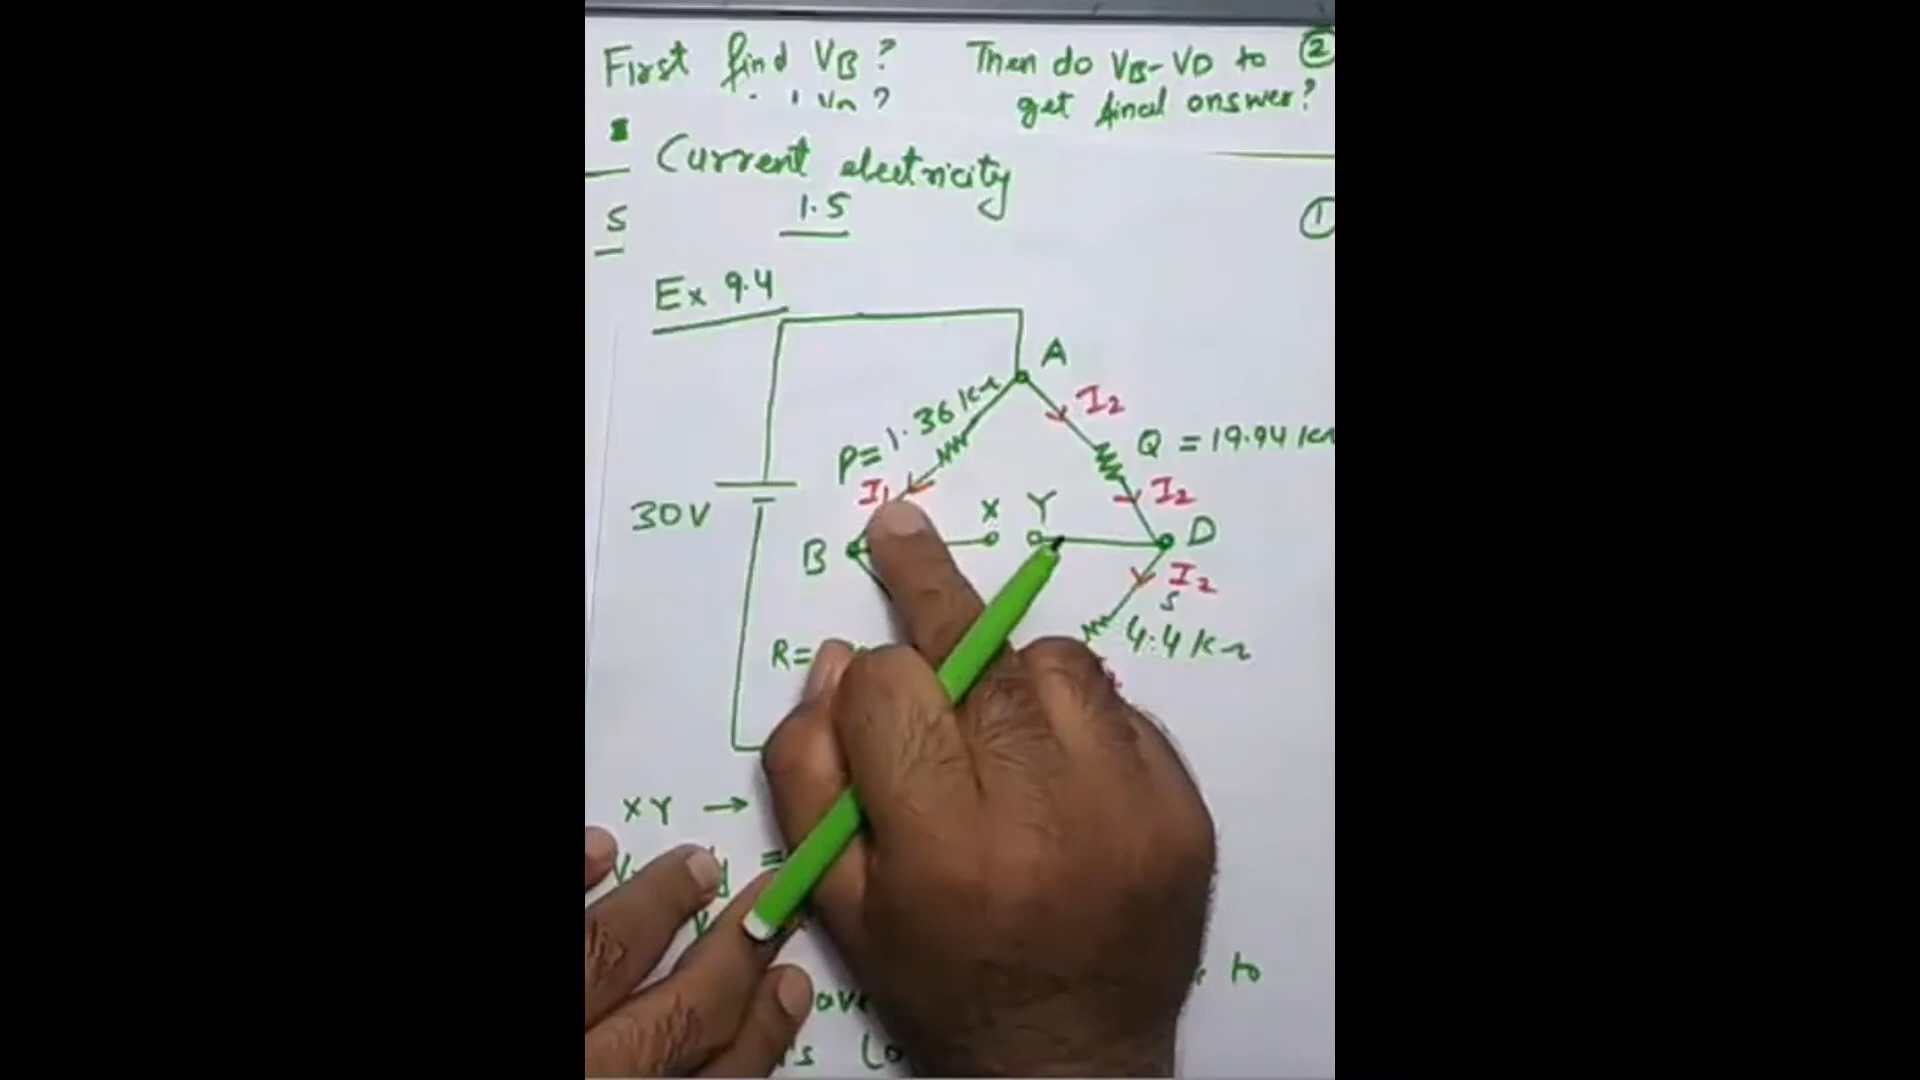 First find VB?
Then do VB-VD to
get final answer?
②
Current electricity
①
S
1.5
Ex 9.4
A
I2
P=1.36 KΩ
Q = 19.94 KΩ
I1
I2
30V
X Y
B
D
I2
S
R=
4.4 KΩ
XY →
=
to